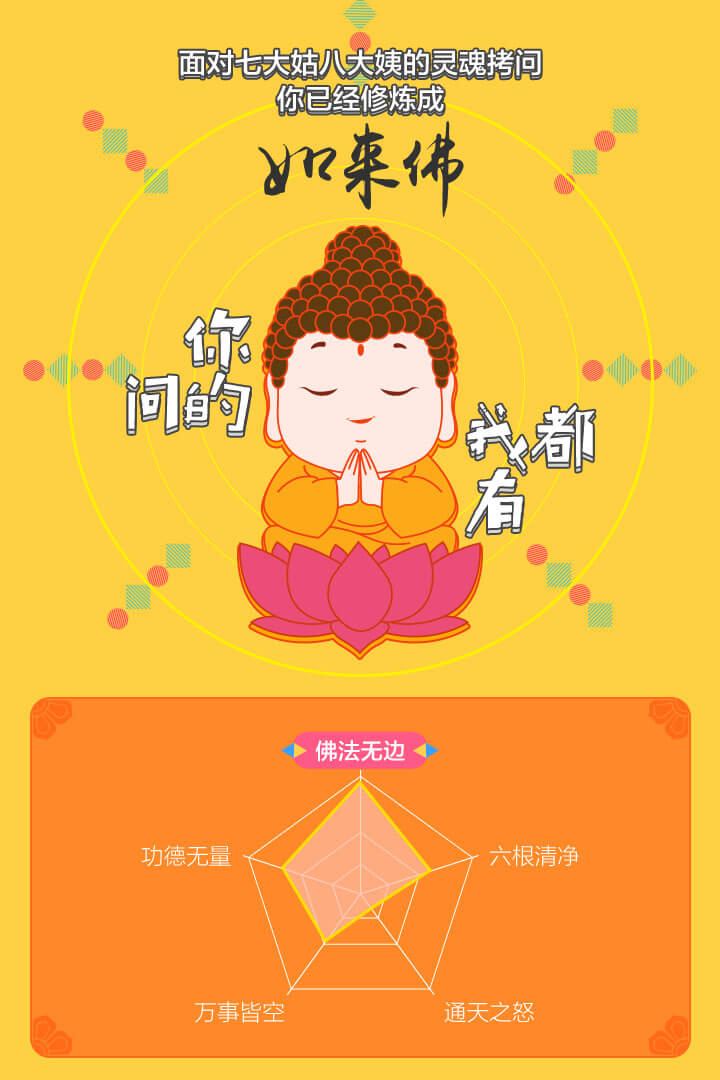 面对七大姑八大姨的灵魂拷问
你已经修炼成
如来佛
你
问的
我都
有
佛法无边
功德无量
六根清净
万事皆空
通天之怒